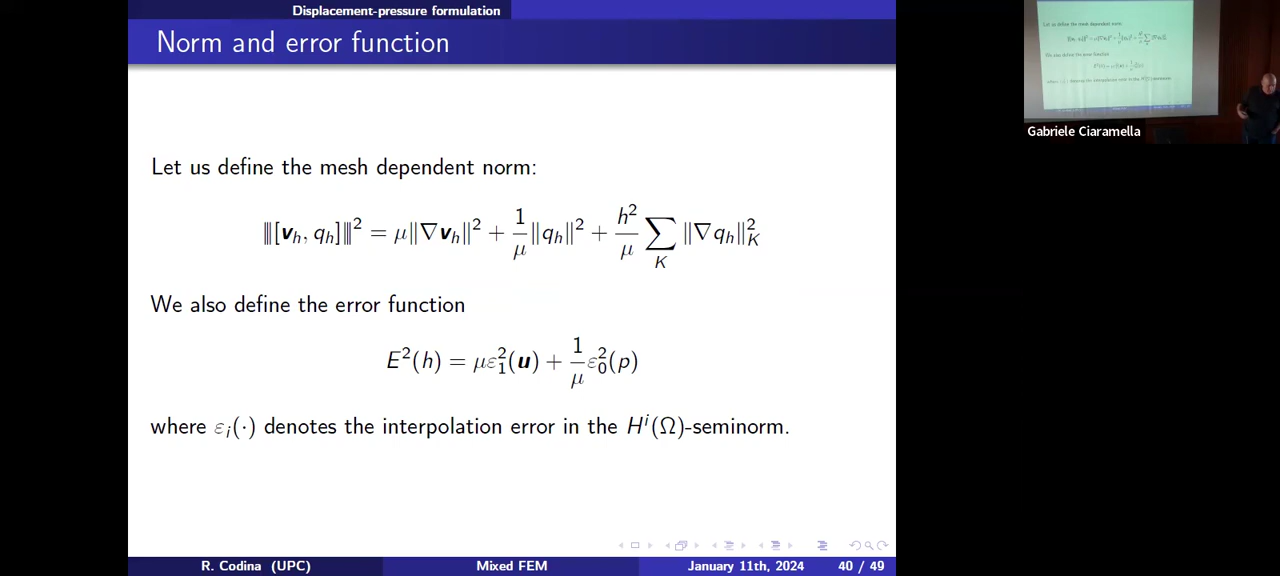 Displacement-pressure formulation
Norm and error function
Let us define the mesh dependent norm:
|||[v_h, q_h]|||² = μ‖∇v_h‖² + 1/μ ‖q_h‖² + h²/μ ∑_K ‖∇q_h‖²_K
We also define the error function
E²(h) = με₁²(u) + 1/μ ε₀²(p)
where ε_i(·) denotes the interpolation error in the Hⁱ(Ω)-seminorm.
R. Codina (UPC) Mixed FEM January 11th, 2024 40 / 49
Gabriele Ciaramella